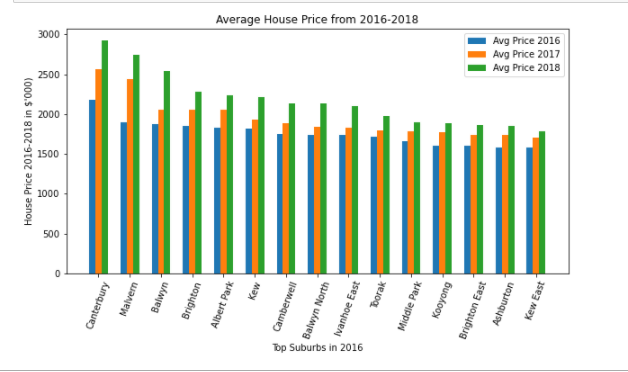 Average House Price from 2016-2018
Avg Price 2016
Avg Price 2017
Avg Price 2018
House Price 2016-2018 in $'000)
3000
2500
2000
1500
1000
500
0
Canterbury
Malvern
Balwyn
Brighton
Albert Park
Kew
Camberwell
Balwyn North
Ivanhoe East
Toorak
Middle Park
Kooyong
Brighton East
Ashburton
Kew East
Top Suburbs in 2016